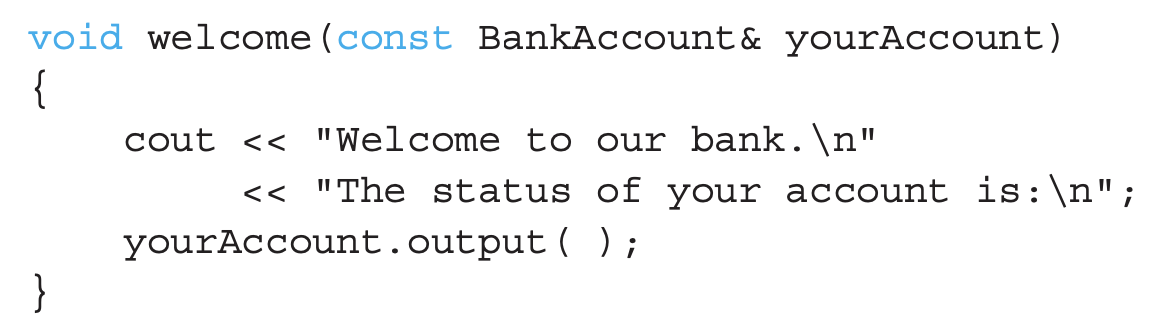 void welcome(const BankAccount& yourAccount)
{
    cout << "Welcome to our bank.\n"
         << "The status of your account is:\n";
    yourAccount.output( );
}